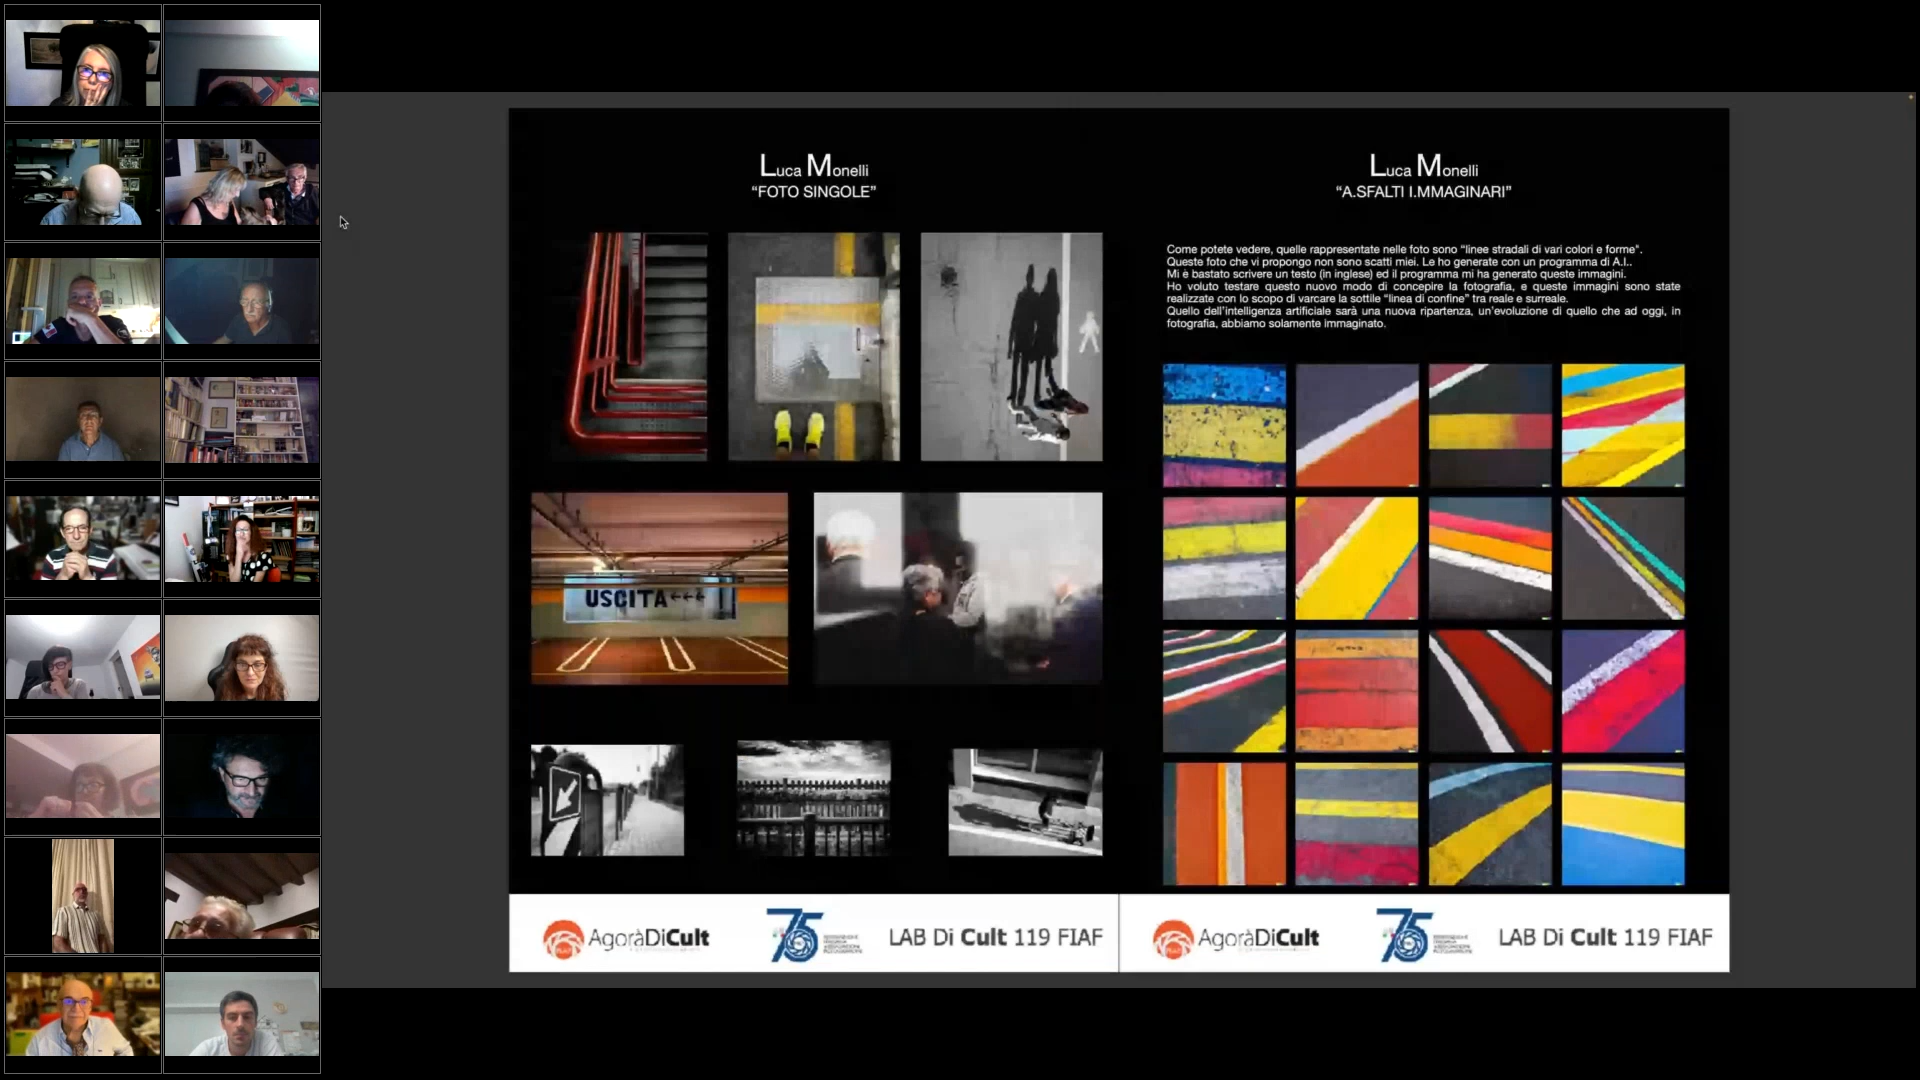 Luca Monelli
“FOTO SINGOLE”
USCITA←←←
AgoràDiCult
75
LAB Di Cult 119 FIAF
Luca Monelli
“A.SFALTI I.MMAGINARI”
Come potete vedere, quelle rappresentate nelle foto sono “linee stradali di vari colori e forme“.
Queste foto che vi propongo non sono scatti miei. Le ho generate con un programma di A.I..
Mi è bastato scrivere un testo (in inglese) ed il programma mi ha generato queste immagini.
Ho voluto testare questo nuovo modo di concepire la fotografia, e queste immagini sono state
realizzate con lo scopo di varcare la sottile “linea di confine” tra reale e surreale.
Quello dell’intelligenza artificiale sarà una nuova ripartenza, un’evoluzione di quello che ad oggi, in
fotografia, abbiamo solamente immaginato.
AgoràDiCult
75
LAB Di Cult 119 FIAF